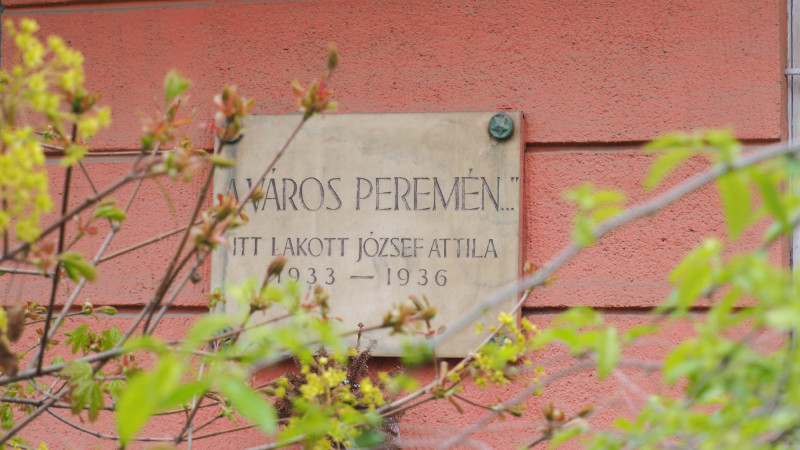 "A VÁROS PEREMÉN..."
ITT LAKOTT JÓZSEF ATTILA
1933 — 1936